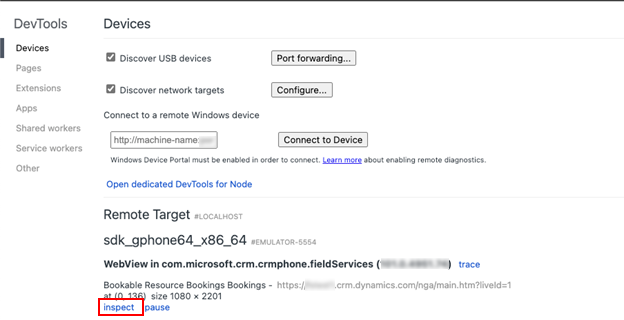 DevTools
Devices
Pages
Extensions
Apps
Shared workers
Service workers
Other
Devices
Discover USB devices Port forwarding...
Discover network targets Configure...
Connect to a remote Windows device
http://machine-name: Connect to Device
Windows Device Portal must be enabled in order to connect. Learn more about enabling remote diagnostics.
Open dedicated DevTools for Node
Remote Target #LOCALHOST
sdk_gphone64_x86_64 #EMULATOR-5554
WebView in com.microsoft.crm.crmphone.fieldServices ( ) trace
Bookable Resource Bookings Bookings - https:// .crm.dynamics.com/nga/main.htm?liveId=1
at (0, 136) size 1080 × 2201
inspect pause